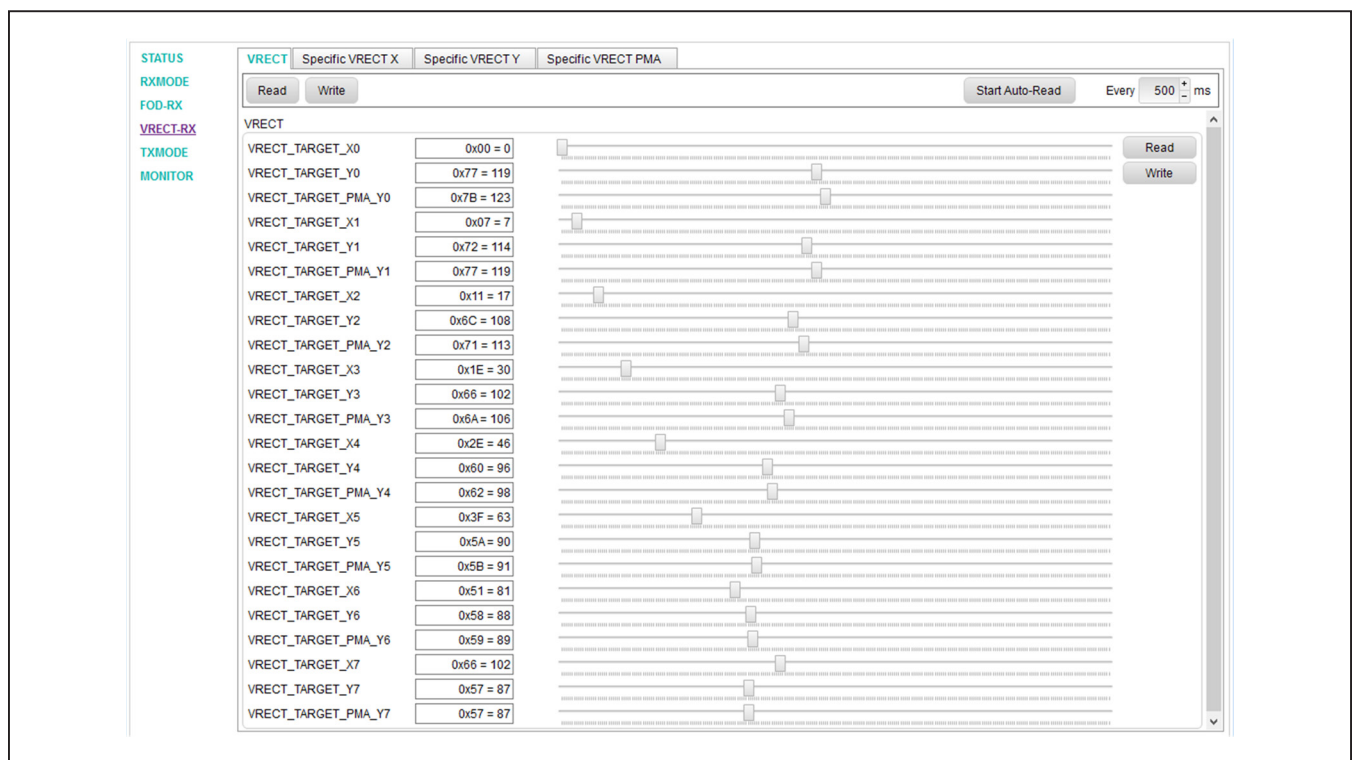 STATUS
RXMODE
FOD-RX
VRECT-RX
TXMODE
MONITOR
VRECT Specific VRECT X Specific VRECT Y Specific VRECT PMA
Read Write Start Auto-Read Every 500 + - ms
VRECT
VRECT_TARGET_X0 0x00 = 0 Read
VRECT_TARGET_Y0 0x77 = 119 Write
VRECT_TARGET_PMA_Y0 0x7B = 123
VRECT_TARGET_X1 0x07 = 7
VRECT_TARGET_Y1 0x72 = 114
VRECT_TARGET_PMA_Y1 0x77 = 119
VRECT_TARGET_X2 0x11 = 17
VRECT_TARGET_Y2 0x6C = 108
VRECT_TARGET_PMA_Y2 0x71 = 113
VRECT_TARGET_X3 0x1E = 30
VRECT_TARGET_Y3 0x66 = 102
VRECT_TARGET_PMA_Y3 0x6A = 106
VRECT_TARGET_X4 0x2E = 46
VRECT_TARGET_Y4 0x60 = 96
VRECT_TARGET_PMA_Y4 0x62 = 98
VRECT_TARGET_X5 0x3F = 63
VRECT_TARGET_Y5 0x5A = 90
VRECT_TARGET_PMA_Y5 0x5B = 91
VRECT_TARGET_X6 0x51 = 81
VRECT_TARGET_Y6 0x58 = 88
VRECT_TARGET_PMA_Y6 0x59 = 89
VRECT_TARGET_X7 0x66 = 102
VRECT_TARGET_Y7 0x57 = 87
VRECT_TARGET_PMA_Y7 0x57 = 87